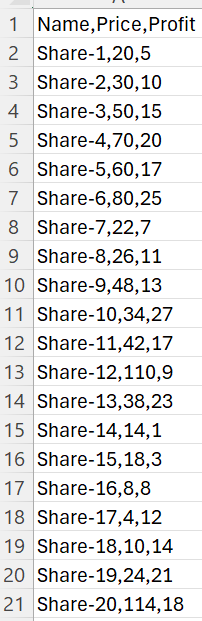 1 Name,Price,Profit
2 Share-1,20,5
3 Share-2,30,10
4 Share-3,50,15
5 Share-4,70,20
6 Share-5,60,17
7 Share-6,80,25
8 Share-7,22,7
9 Share-8,26,11
10 Share-9,48,13
11 Share-10,34,27
12 Share-11,42,17
13 Share-12,110,9
14 Share-13,38,23
15 Share-14,14,1
16 Share-15,18,3
17 Share-16,8,8
18 Share-17,4,12
19 Share-18,10,14
20 Share-19,24,21
21 Share-20,114,18